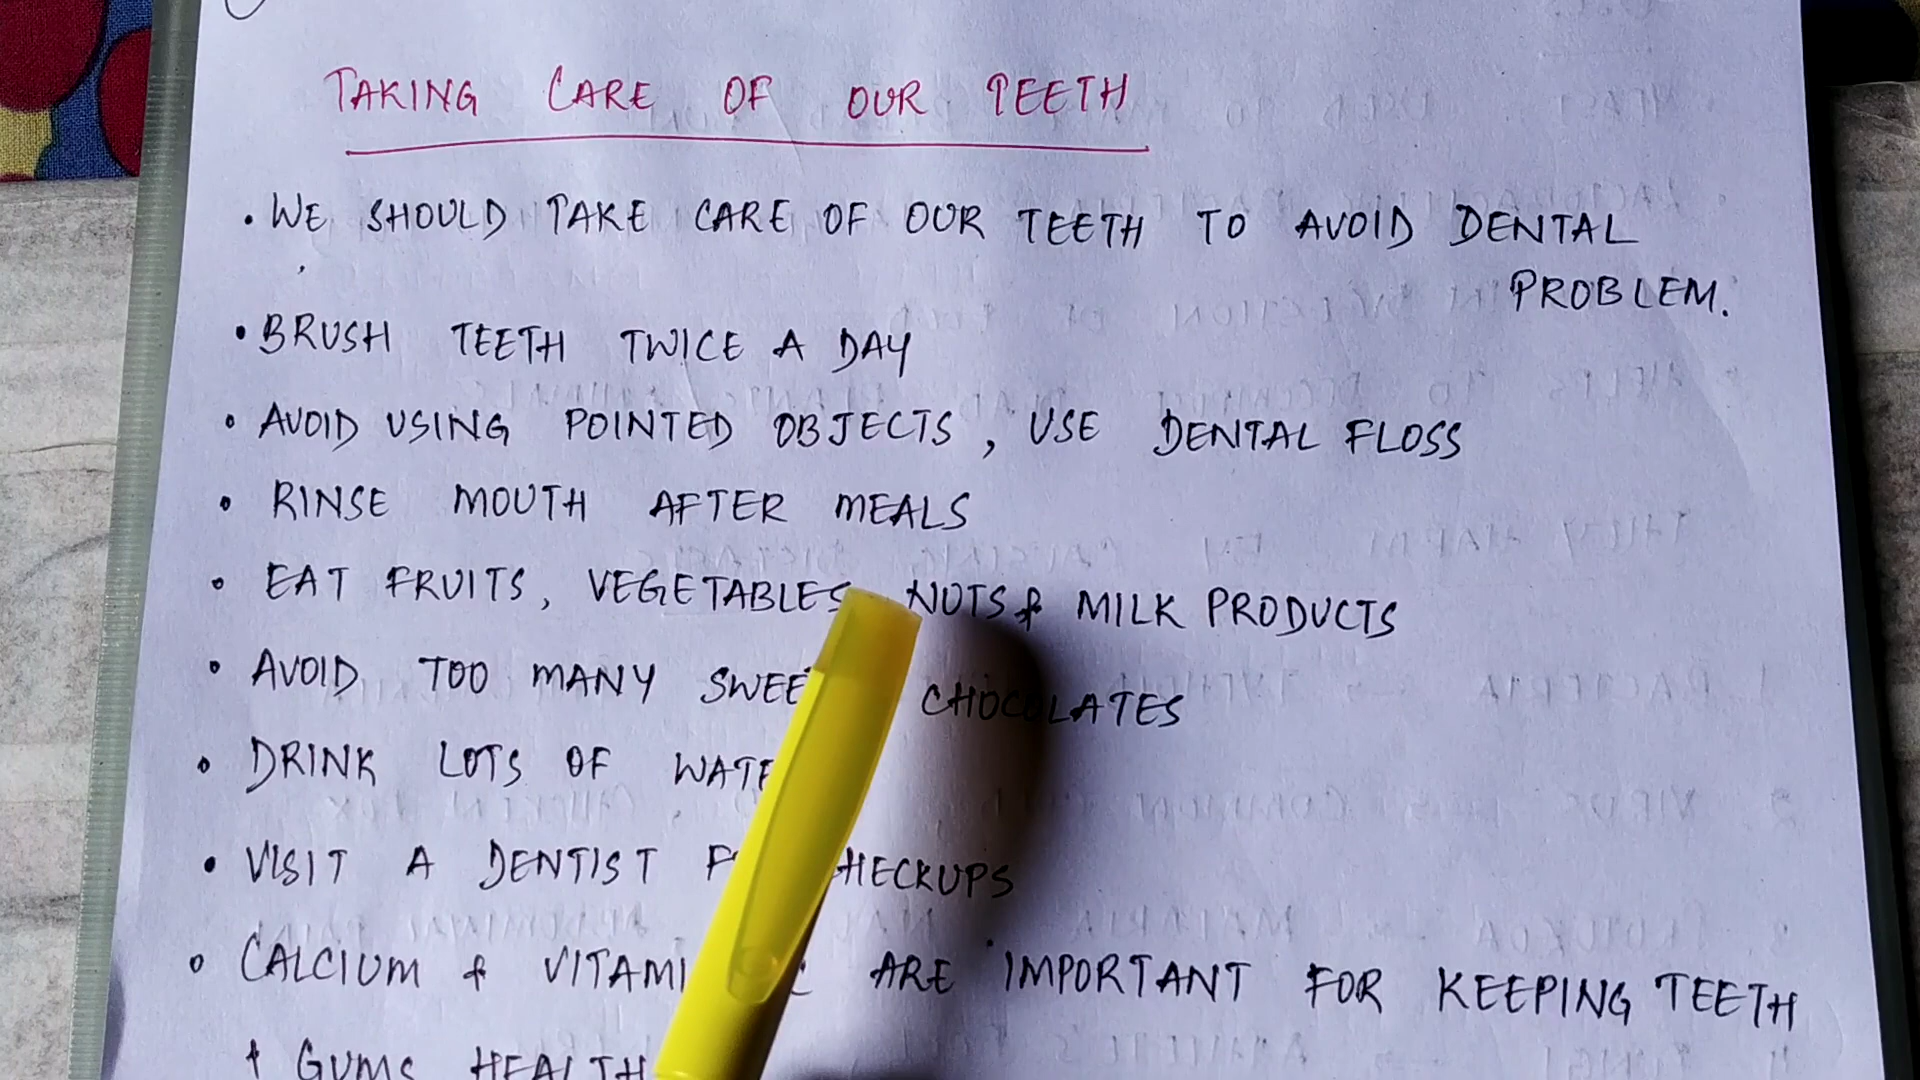 TAKING CARE OF OUR TEETH
• WE SHOULD TAKE CARE OF OUR TEETH TO AVOID DENTAL
PROBLEM.
• BRUSH TEETH TWICE A DAY
• AVOID USING POINTED OBJECTS, USE DENTAL FLOSS
• RINSE MOUTH AFTER MEALS
• EAT FRUITS, VEGETABLES NUTS & MILK PRODUCTS
• AVOID TOO MANY CHOCOLATES
• DRINK LOTS OF
• VISIT A DENTIST
• CALCIUM & ARE IMPORTANT FOR KEEPING TEETH
& GUMS